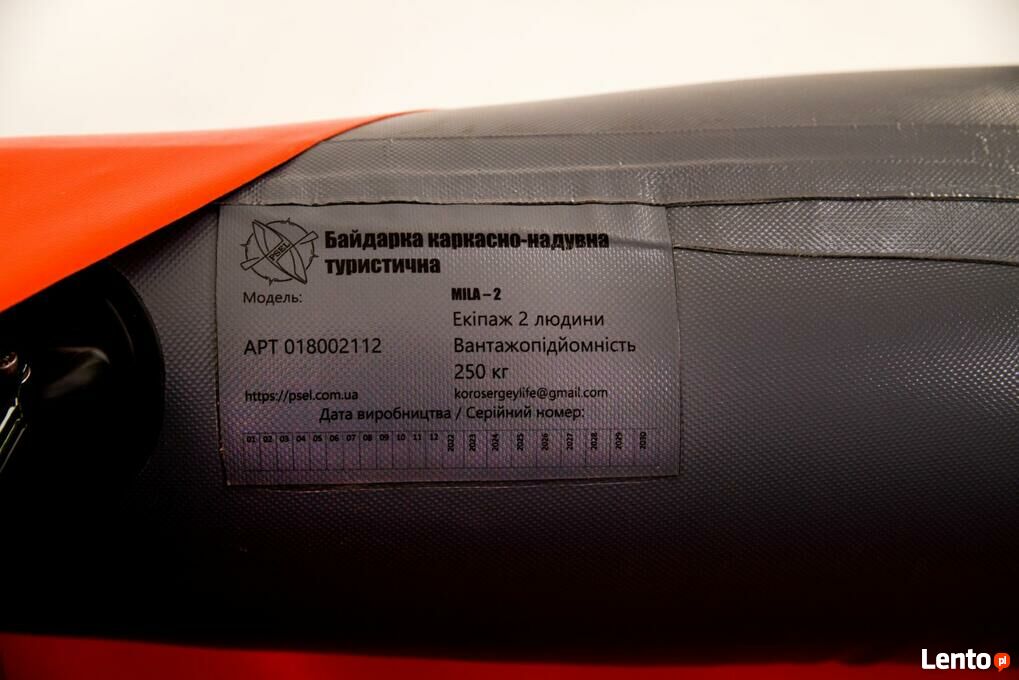 PSEL
Байдарка каркасно-надувна
туристична
Модель:
MILA – 2
Екіпаж 2 людини
АРТ 018002112
Вантажопідйомність
250 кг
https://psel.com.ua
korosergeylife@gmail.com
Дата виробництва / Серійний номер:
01 02 03 04 05 06 07 08 09 10 11 12 2022 2023 2024 2025 2026 2027 2028 2029 2030
Lento pl